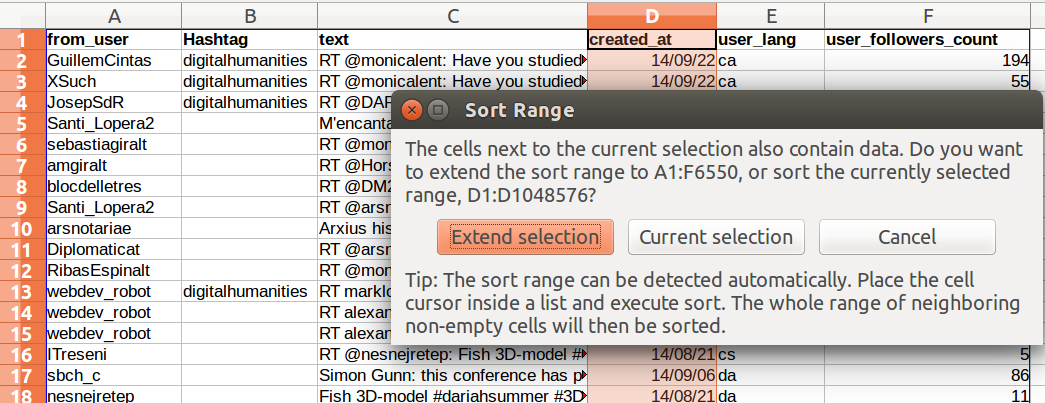 A B C D E F
1 from_user Hashtag text created_at user_lang user_followers_count
2 GuillemCintas digitalhumanities RT @monicalent: Have you studied 14/09/22 ca 194
3 XSuch digitalhumanities RT @monicalent: Have you studied 14/09/22 ca 55
4 JosepSdR digitalhumanities RT @DAR
5 Santi_Lopera2 M'encanta
6 sebastiagiralt RT @mon
7 amgiralt RT @Hors
8 blocdelletres RT @DM2
9 Santi_Lopera2 RT @arsn
10 arsnotariae Arxius his
11 Diplomaticat RT @arsn
12 RibasEspinalt RT @mon
13 webdev_robot digitalhumanities RT marklo
14 webdev_robot RT alexan
15 webdev_robot RT alexan
Sort Range
The cells next to the current selection also contain data. Do you want
to extend the sort range to A1:F6550, or sort the currently selected
range, D1:D1048576?
Extend selection Current selection Cancel
Tip: The sort range can be detected automatically. Place the cell
cursor inside a list and execute sort. The whole range of neighboring
non-empty cells will then be sorted.
16 ITreseni RT @nesnejretep: Fish 3D-model # 14/08/21 cs 5
17 sbch_c Simon Gunn: this conference has p 14/09/06 da 86
18 nesnejretep Fish 3D-model #dariahsummer #3D 14/08/21 da 11